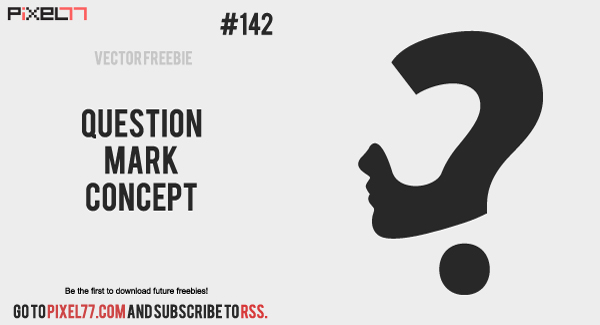 PiXEL77
#142
VECTOR FREEBIE
QUESTION
MARK
CONCEPT
Be the first to download future freebies!
GO TO PIXEL77.COM AND SUBSCRIBE TO RSS.